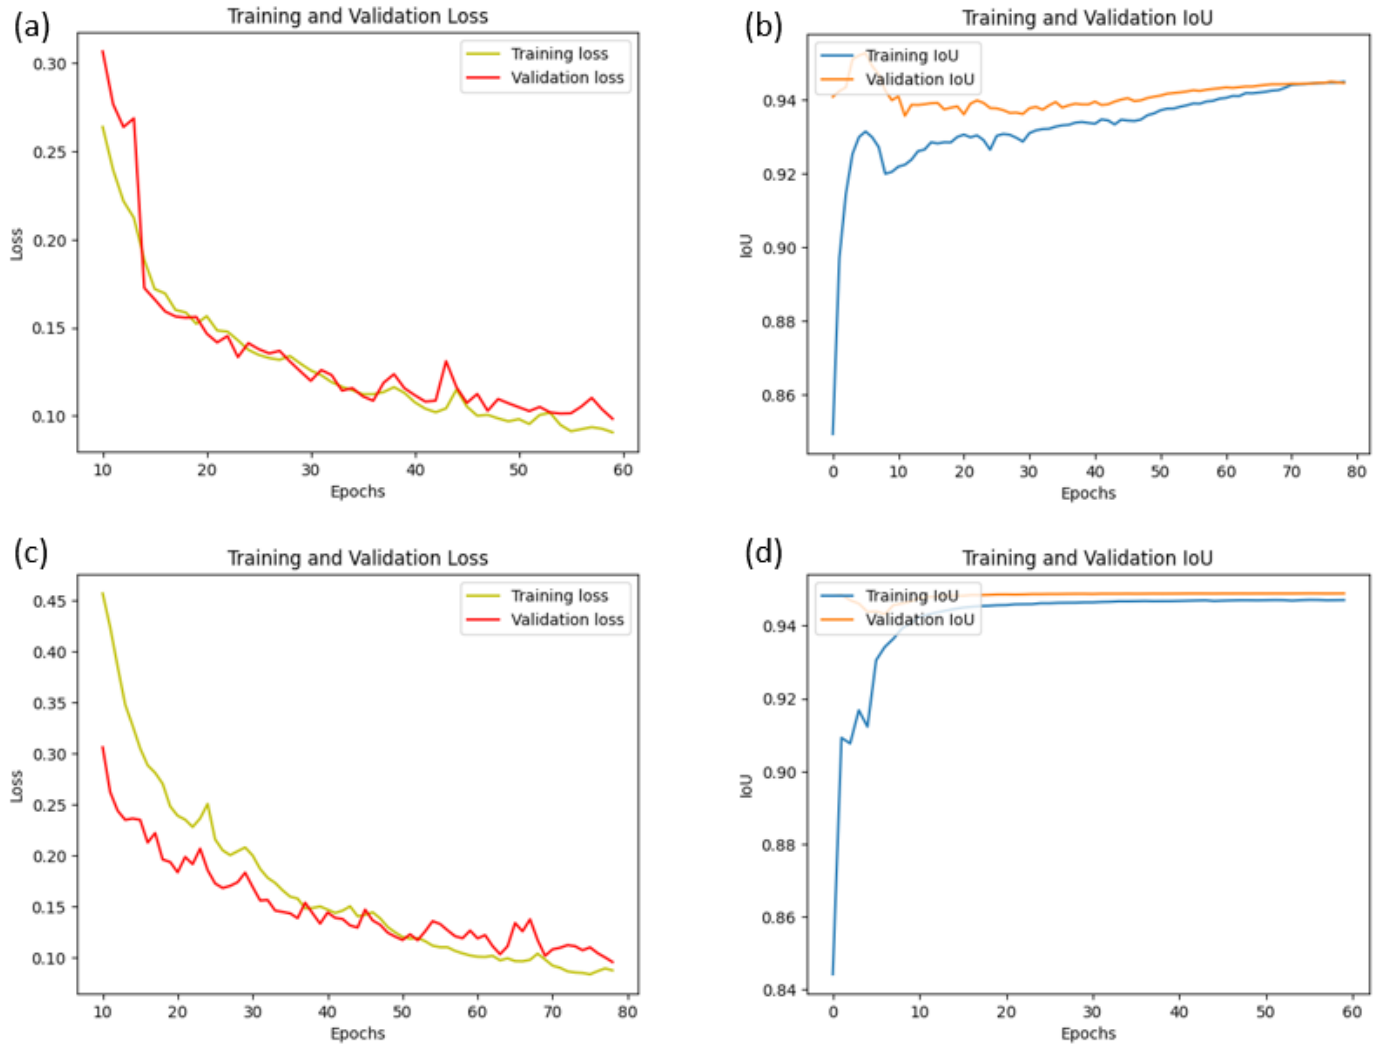 (a)
Training and Validation Loss
Training loss
Validation loss
0.30
0.25
0.20
0.15
0.10
Loss
10 20 30 40 50 60
Epochs
(b)
Training and Validation IoU
Training IoU
Validation IoU
0.94
0.92
0.90
0.88
0.86
IoU
0 10 20 30 40 50 60 70 80
Epochs
(c)
Training and Validation Loss
Training loss
Validation loss
0.45
0.40
0.35
0.30
0.25
0.20
0.15
0.10
Loss
10 20 30 40 50 60 70 80
Epochs
(d)
Training and Validation IoU
Training IoU
Validation IoU
0.94
0.92
0.90
0.88
0.86
0.84
IoU
0 10 20 30 40 50 60
Epochs